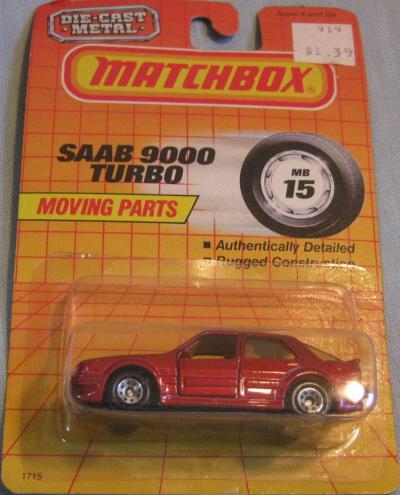 DIE-CAST
METAL
Ages 3 and Up
919
$1.39
MATCHBOX®
SAAB 9000
TURBO
MB
15
MOVING PARTS
■ Authentically Detailed
■ Rugged Construction
1715